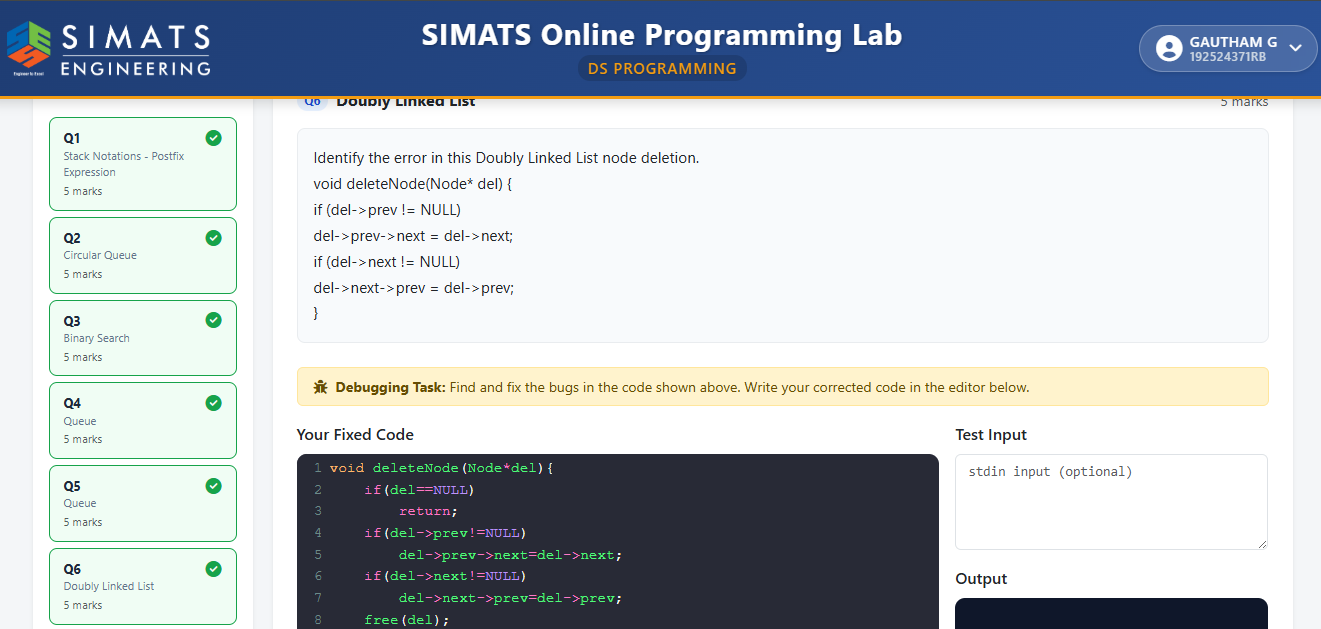 SIMATS
ENGINEERING
Engineer to Excel
SIMATS Online Programming Lab
DS PROGRAMMING
GAUTHAM G
192524371RB
Q1
Stack Notations - Postfix
Expression
5 marks
Q2
Circular Queue
5 marks
Q3
Binary Search
5 marks
Q4
Queue
5 marks
Q5
Queue
5 marks
Q6
Doubly Linked List
5 marks
Q6 Doubly Linked List
5 marks
Identify the error in this Doubly Linked List node deletion.
void deleteNode(Node* del) {
if (del->prev != NULL)
del->prev->next = del->next;
if (del->next != NULL)
del->next->prev = del->prev;
}
Debugging Task: Find and fix the bugs in the code shown above. Write your corrected code in the editor below.
Your Fixed Code
1 void deleteNode(Node*del){
2     if(del==NULL)
3         return;
4     if(del->prev!=NULL)
5         del->prev->next=del->next;
6     if(del->next!=NULL)
7         del->next->prev=del->prev;
8     free(del);
Test Input
stdin input (optional)
Output